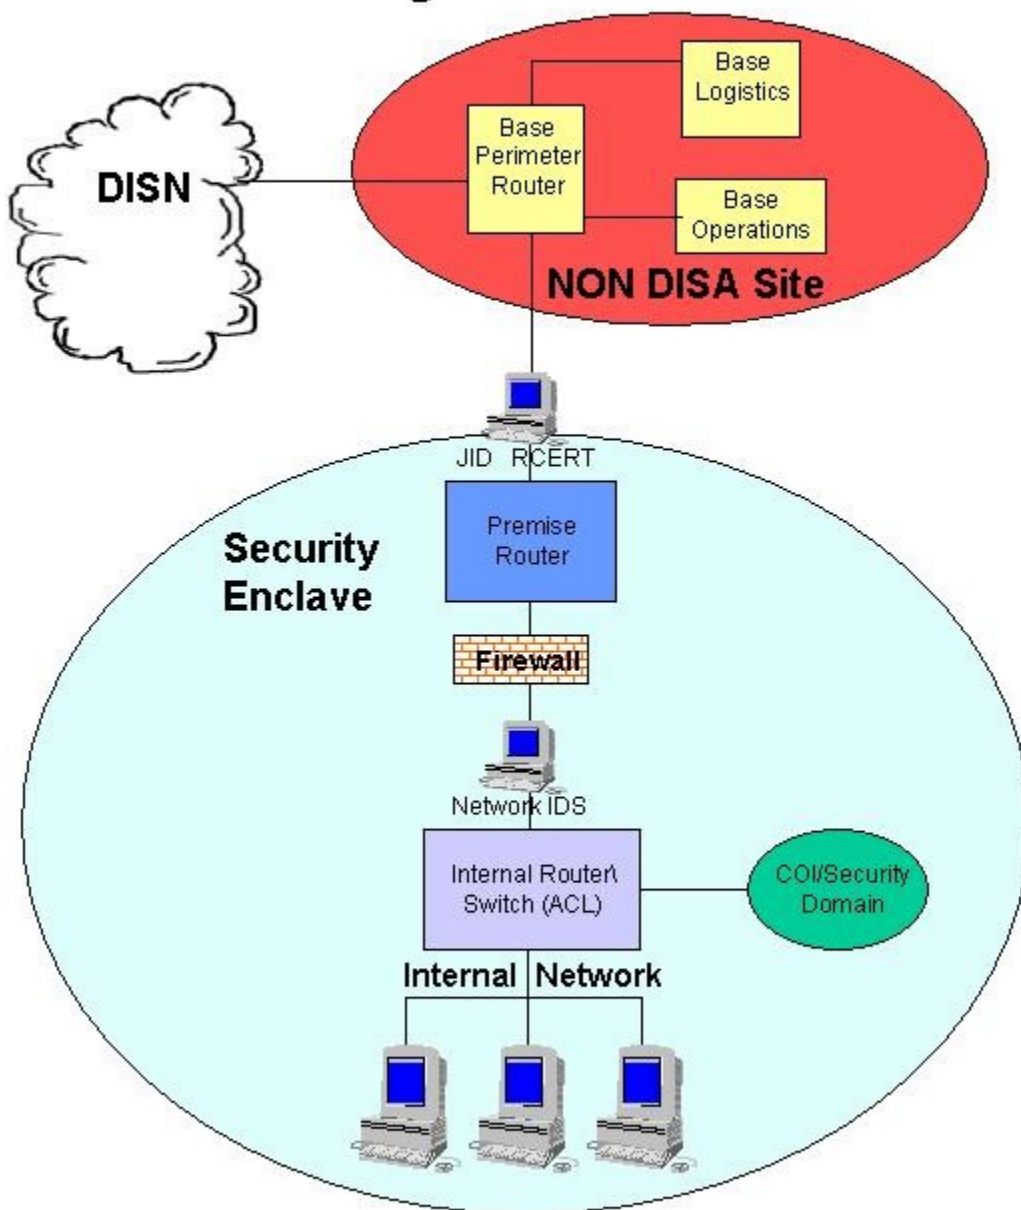 Base
Logistics
Base
Perimeter
Router
DISN
Base
Operations
NON DISA Site
JID RCERT
Premise
Router
Security
Enclave
Firewall
Network IDS
Internal Router\
Switch (ACL)
COI/Security
Domain
Internal Network